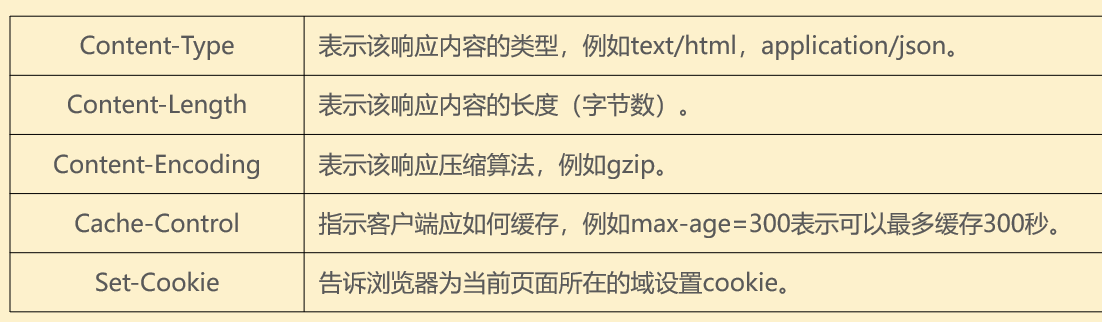 Content-Type 表示该响应内容的类型，例如text/html，application/json。
Content-Length 表示该响应内容的长度（字节数）。
Content-Encoding 表示该响应压缩算法，例如gzip。
Cache-Control 指示客户端应如何缓存，例如max-age=300表示可以最多缓存300秒。
Set-Cookie 告诉浏览器为当前页面所在的域设置cookie。